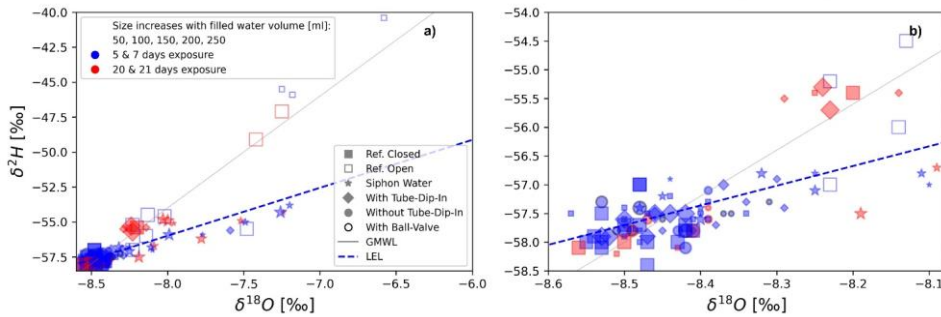 Size increases with filled water volume [ml]:
50, 100, 150, 200, 250
5 & 7 days exposure
20 & 21 days exposure
a)
Ref. Closed
Ref. Open
Siphon Water
With Tube-Dip-In
Without Tube-Dip-In
With Ball-Valve
GMWL
LEL
−40.0
−42.5
−45.0
−47.5
−50.0
−52.5
−55.0
−57.5
δ²H [‰]
−8.5
−8.0
−7.5
−7.0
−6.5
−6.0
δ¹⁸O [‰]
b)
−54.0
−54.5
−55.0
−55.5
−56.0
−56.5
−57.0
−57.5
−58.0
−58.5
−8.6
−8.5
−8.4
−8.3
−8.2
−8.1
δ¹⁸O [‰]